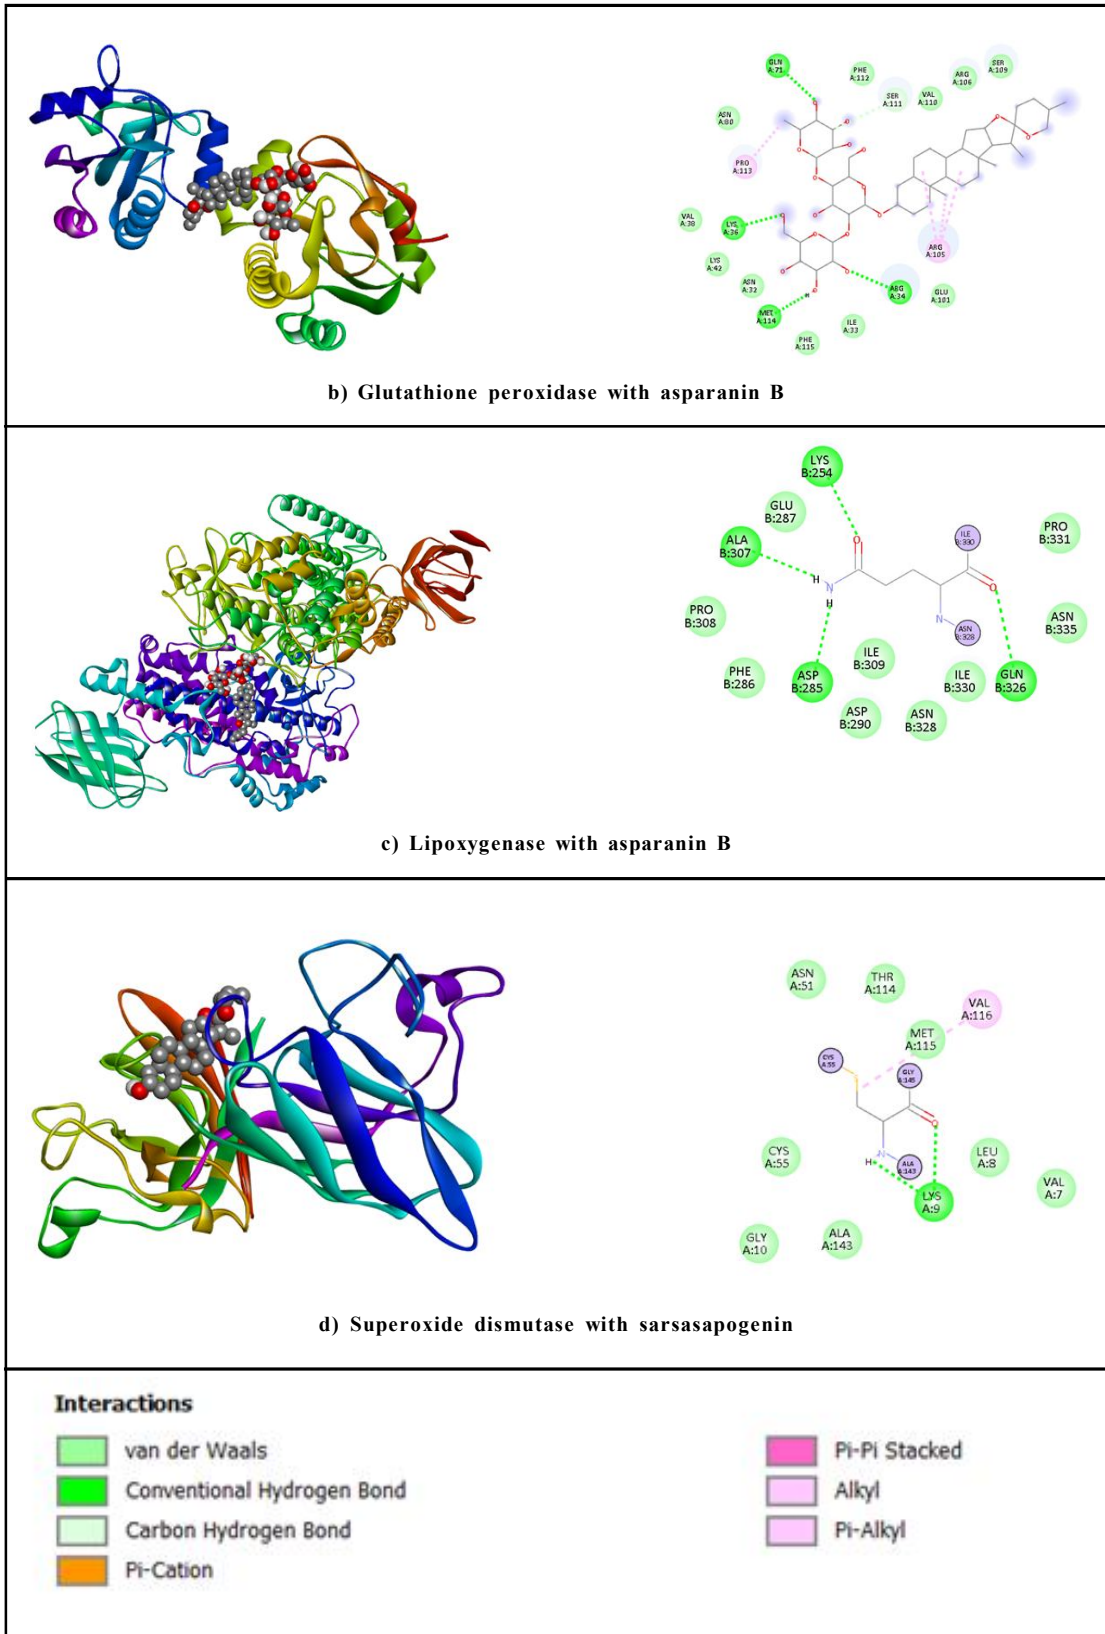 GLN
A:71
PHE
A:112
SER
A:111
VAL
A:110
ARG
A:106
SER
A:109
ASN
A:80
PRO
A:113
VAL
A:38
LYS
A:36
LYS
A:42
ASN
A:32
MET
H
A:114
PHE
A:115
ILE
A:33
ARG
A:34
GLU
A:101
ARG
A:105
b) Glutathione peroxidase with asparanin B
LYS
B:254
GLU
B:287
ALA
B:307
PRO
B:308
PHE
B:286
ASP
B:285
ILE
B:309
ASP
B:290
ASN
B:328
ILE
B:330
GLN
B:326
ASN
B:335
PRO
B:331
ILE
B:330
ASN
B:328
O
H
N
H
O
N
c) Lipoxygenase with asparanin B
ASN
A:51
THR
A:114
VAL
A:116
MET
A:115
CYS
A:55
GLY
A:145
CYS
A:55
ALA
A:143
LEU
A:8
VAL
A:7
LYS
A:9
GLY
A:10
ALA
A:143
O
N
H
d) Superoxide dismutase with sarsasapogenin
Interactions
van der Waals
Conventional Hydrogen Bond
Carbon Hydrogen Bond
Pi-Cation
Pi-Pi Stacked
Alkyl
Pi-Alkyl